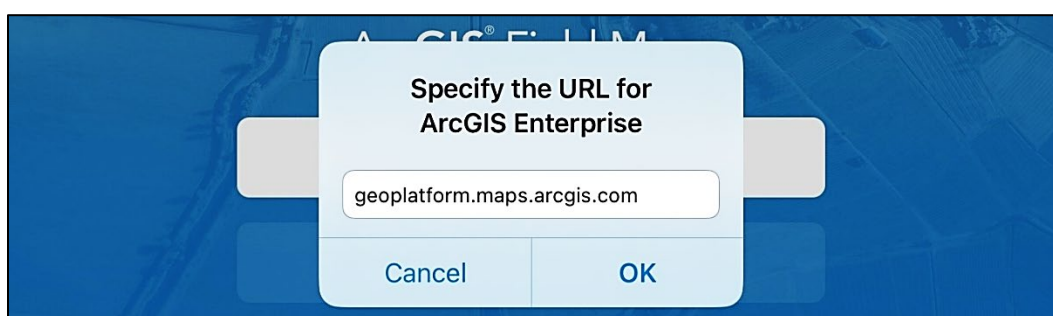 Specify the URL for
ArcGIS Enterprise
geoplatform.maps.arcgis.com
Cancel
OK